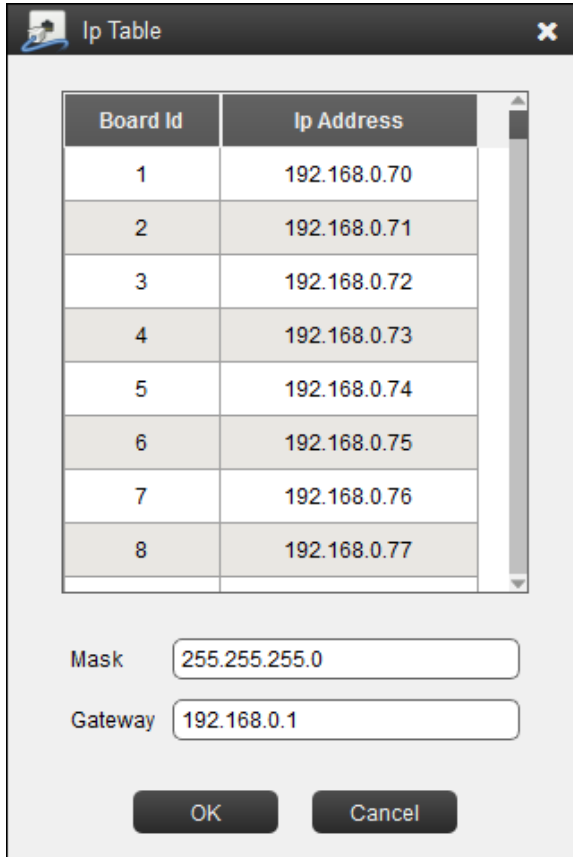 Ip Table
Board Id Ip Address
1 192.168.0.70
2 192.168.0.71
3 192.168.0.72
4 192.168.0.73
5 192.168.0.74
6 192.168.0.75
7 192.168.0.76
8 192.168.0.77
Mask 255.255.255.0
Gateway 192.168.0.1
OK Cancel